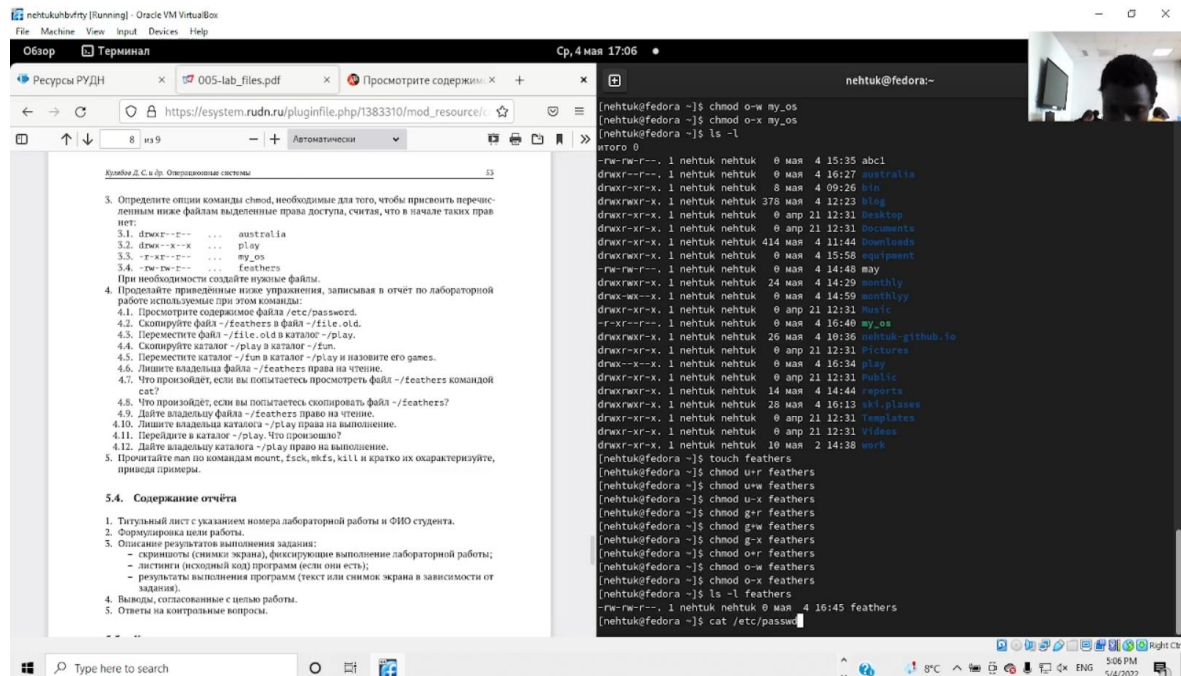 nehtukuhbvfrty [Running] - Oracle VM VirtualBox
File Machine View Input Devices Help
Обзор Терминал Ср, 4 мая 17:06
Ресурсы РУДН × 005-lab_files.pdf × Просмотрите содержим × + ×
https://esystem.rudn.ru/pluginfile.php/1383310/mod_resource/c
8 из 9 — + Автоматически
Кулябов Д. С. и др. Операционные системы 53
3. Определите опции команды chmod, необходимые для того, чтобы присвоить перечис-
ленным ниже файлам выделенные права доступа, считая, что в начале таких прав
нет:
3.1. drwxr--r-- ... australia
3.2. drwx--x--x ... play
3.3. -r-xr--r-- ... my_os
3.4. -rw-rw-r-- ... feathers
При необходимости создайте нужные файлы.
4. Проделайте приведённые ниже упражнения, записывая в отчёт по лабораторной
работе используемые при этом команды:
4.1. Просмотрите содержимое файла /etc/password.
4.2. Скопируйте файл ~/feathers в файл ~/file.old.
4.3. Переместите файл ~/file.old в каталог ~/play.
4.4. Скопируйте каталог ~/play в каталог ~/fun.
4.5. Переместите каталог ~/fun в каталог ~/play и назовите его games.
4.6. Лишите владельца файла ~/feathers права на чтение.
4.7. Что произойдёт, если вы попытаетесь просмотреть файл ~/feathers командой
cat?
4.8. Что произойдёт, если вы попытаетесь скопировать файл ~/feathers?
4.9. Дайте владельцу файла ~/feathers право на чтение.
4.10. Лишите владельца каталога ~/play права на выполнение.
4.11. Перейдите в каталог ~/play. Что произошло?
4.12. Дайте владельцу каталога ~/play право на выполнение.
5. Прочитайте man по командам mount, fsck, mkfs, kill и кратко их охарактеризуйте,
приведя примеры.
5.4. Содержание отчёта
1. Титульный лист с указанием номера лабораторной работы и ФИО студента.
2. Формулировка цели работы.
3. Описание результатов выполнения задания:
– скриншоты (снимки экрана), фиксирующие выполнение лабораторной работы;
– листинги (исходный код) программ (если они есть);
– результаты выполнения программ (текст или снимок экрана в зависимости от
задания).
4. Выводы, согласованные с целью работы.
5. Ответы на контрольные вопросы.
nehtuk@fedora:~
[nehtuk@fedora ~]$ chmod o-w my_os
[nehtuk@fedora ~]$ chmod o-x my_os
[nehtuk@fedora ~]$ ls -l
итого 0
-rw-rw-r--. 1 nehtuk nehtuk 0 мая 4 15:35 abc1
drwxr--r--. 1 nehtuk nehtuk 0 мая 4 16:27 australia
drwxr-xr-x. 1 nehtuk nehtuk 8 мая 4 09:26 bin
drwxrwxr-x. 1 nehtuk nehtuk 378 мая 4 12:23 blog
drwxr-xr-x. 1 nehtuk nehtuk 0 апр 21 12:31 Desktop
drwxr-xr-x. 1 nehtuk nehtuk 0 апр 21 12:31 Documents
drwxr-xr-x. 1 nehtuk nehtuk 414 мая 4 11:44 Downloads
drwxrwxr-x. 1 nehtuk nehtuk 0 мая 4 15:58 equipment
-rw-rw-r--. 1 nehtuk nehtuk 0 мая 4 14:48 may
drwxrwxr-x. 1 nehtuk nehtuk 24 мая 4 14:29 monthly
drwx-wx--x. 1 nehtuk nehtuk 0 мая 4 14:59 monthlyy
drwxr-xr-x. 1 nehtuk nehtuk 0 апр 21 12:31 Music
-r-xr--r--. 1 nehtuk nehtuk 0 мая 4 16:40 my_os
drwxrwxr-x. 1 nehtuk nehtuk 26 мая 4 10:36 nehtuk-github.io
drwxr-xr-x. 1 nehtuk nehtuk 0 апр 21 12:31 Pictures
drwx--x--x. 1 nehtuk nehtuk 0 мая 4 16:34 play
drwxr-xr-x. 1 nehtuk nehtuk 0 апр 21 12:31 Public
drwxrwxr-x. 1 nehtuk nehtuk 14 мая 4 14:44 reports
drwxrwxr-x. 1 nehtuk nehtuk 28 мая 4 16:13 ski.plases
drwxr-xr-x. 1 nehtuk nehtuk 0 апр 21 12:31 Templates
drwxr-xr-x. 1 nehtuk nehtuk 0 апр 21 12:31 Videos
drwxrwxr-x. 1 nehtuk nehtuk 10 мая 2 14:38 work
[nehtuk@fedora ~]$ touch feathers
[nehtuk@fedora ~]$ chmod u+r feathers
[nehtuk@fedora ~]$ chmod u+w feathers
[nehtuk@fedora ~]$ chmod u-x feathers
[nehtuk@fedora ~]$ chmod g+r feathers
[nehtuk@fedora ~]$ chmod g+w feathers
[nehtuk@fedora ~]$ chmod g-x feathers
[nehtuk@fedora ~]$ chmod o+r feathers
[nehtuk@fedora ~]$ chmod o-w feathers
[nehtuk@fedora ~]$ chmod o-x feathers
[nehtuk@fedora ~]$ ls -l feathers
-rw-rw-r--. 1 nehtuk nehtuk 0 мая 4 16:45 feathers
[nehtuk@fedora ~]$ cat /etc/passwd
Right Ctr
Type here to search
8°C ENG 5:06 PM
5/4/2022